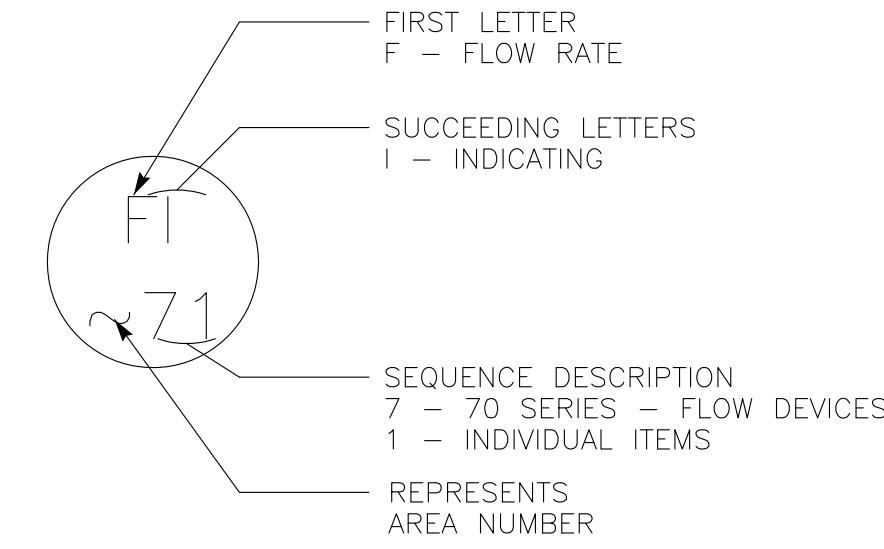 FIRST LETTER
F – FLOW RATE
SUCCEEDING LETTERS
I – INDICATING
FI
~ 71
SEQUENCE DESCRIPTION
7 – 70 SERIES – FLOW DEVICES
1 – INDIVIDUAL ITEMS
REPRESENTS
AREA NUMBER